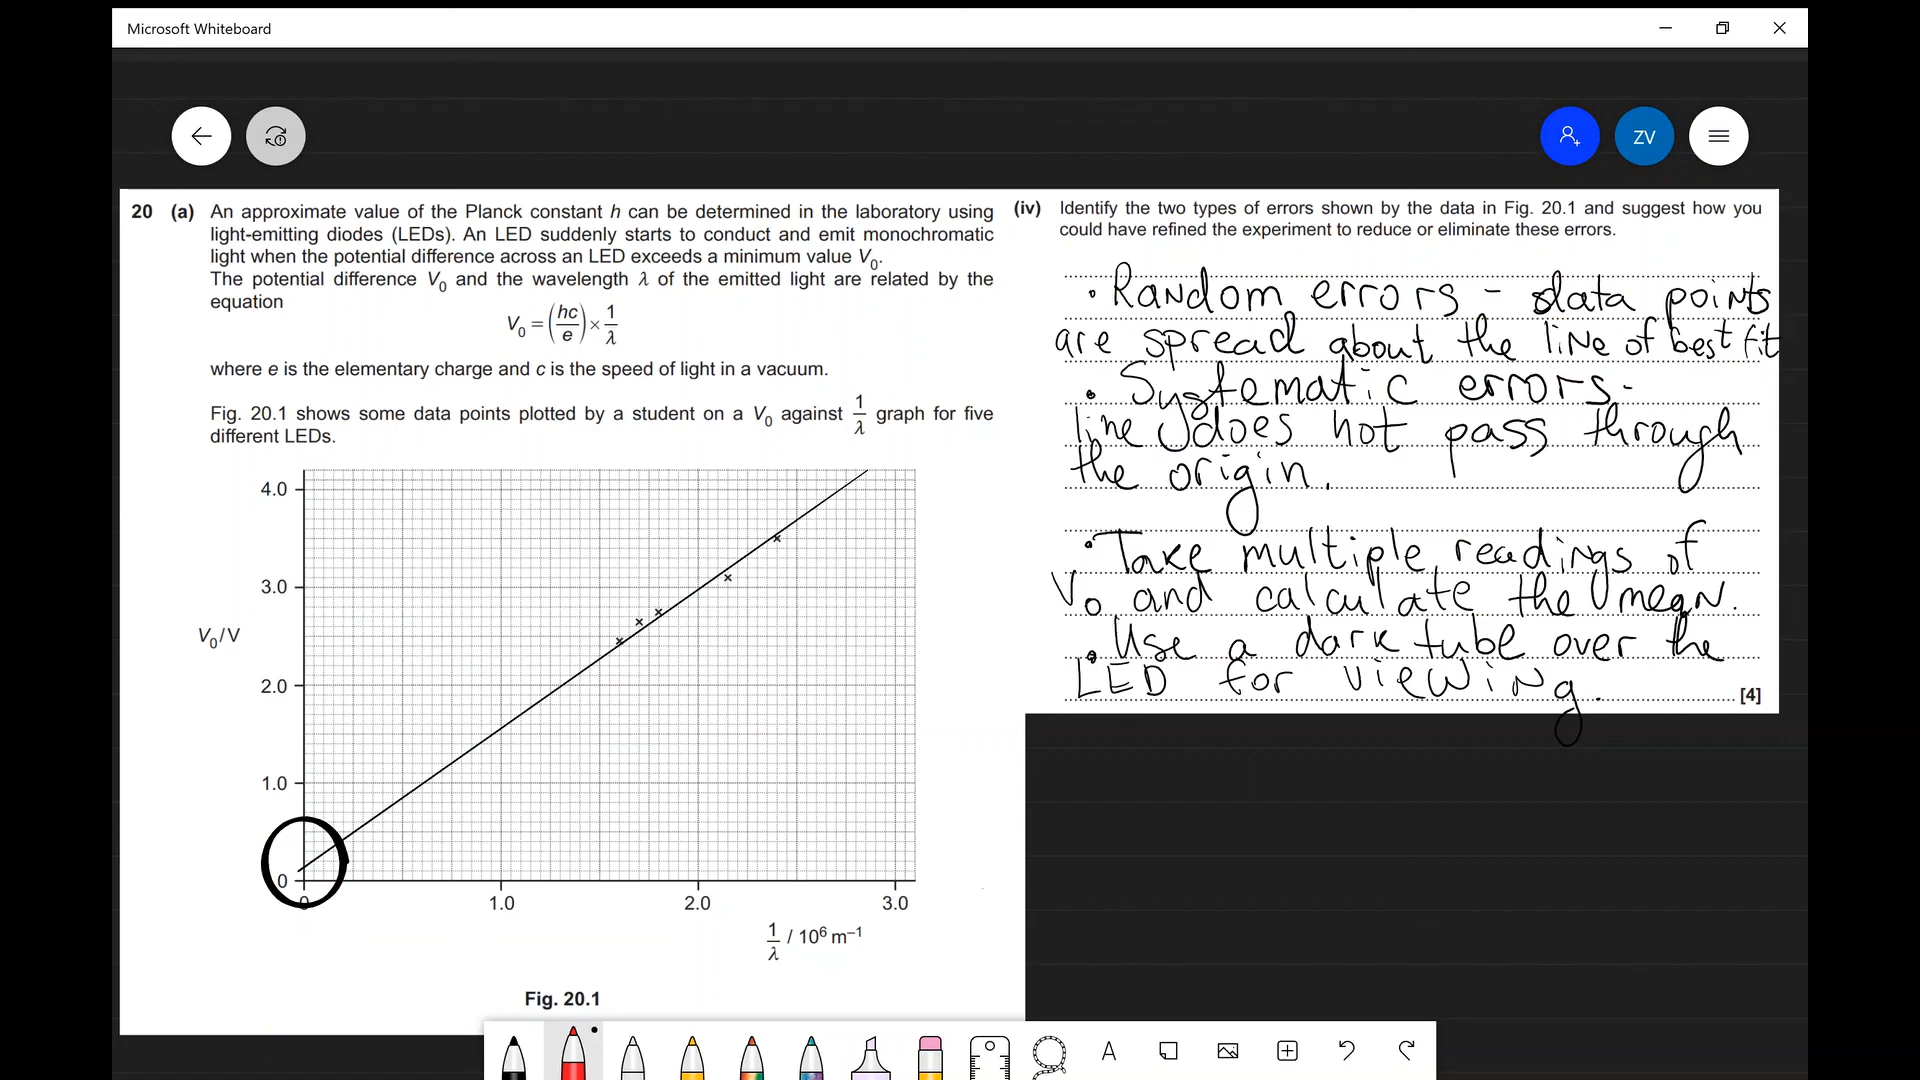 Microsoft Whiteboard
ZV
20 (a) An approximate value of the Planck constant h can be determined in the laboratory using
light-emitting diodes (LEDs). An LED suddenly starts to conduct and emit monochromatic
light when the potential difference across an LED exceeds a minimum value V₀.
The potential difference V₀ and the wavelength λ of the emitted light are related by the
equation
V₀ = (hc/e) × 1/λ
where e is the elementary charge and c is the speed of light in a vacuum.
Fig. 20.1 shows some data points plotted by a student on a V₀ against 1/λ graph for five
different LEDs.
4.0
3.0
V₀/V
2.0
1.0
0
0 1.0 2.0 3.0
1/λ / 10⁶ m⁻¹
Fig. 20.1
(iv) Identify the two types of errors shown by the data in Fig. 20.1 and suggest how you
could have refined the experiment to reduce or eliminate these errors.
• Random errors - data points
are spread about the line of best fit
• Systematic errors -
line does not pass through
the origin.
• Take multiple readings of
V₀ and calculate the mean.
• Use a dark tube over the
LED for viewing.
[4]
A